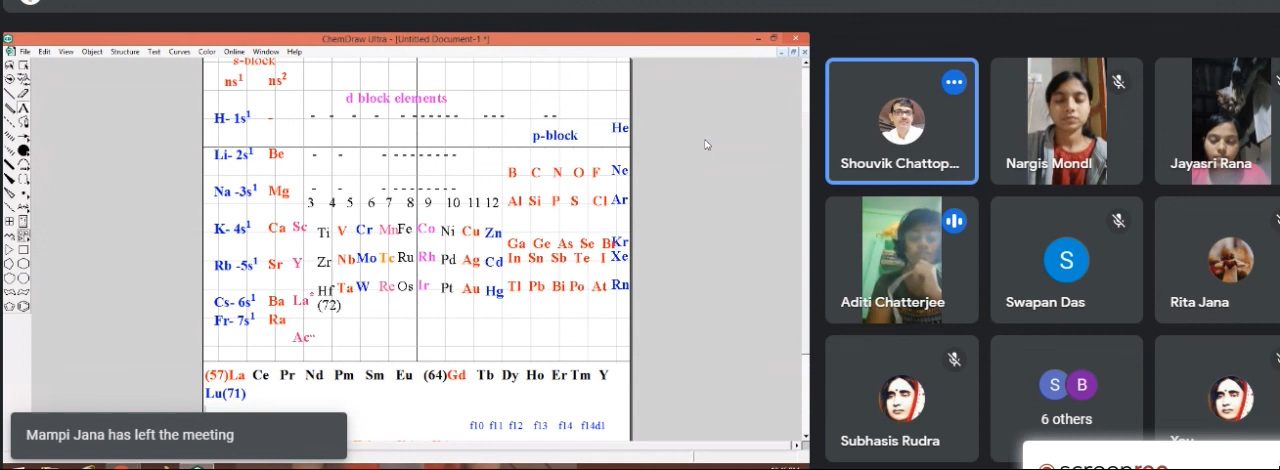 ChemDraw Ultra - [Untitled Document-1 *]
File Edit View Object Structure Text Curves Color Online Window Help
s-block
ns1 ns2
d block elements
H- 1s1 - - - - - - - - - - - - - - - - - - He
p-block
Li- 2s1 Be - - - - - - - - - - -
B C N O F Ne
Na -3s1 Mg - - - - - - - - - - -
3 4 5 6 7 8 9 10 11 12 Al Si P S Cl Ar
K- 4s1 Ca Sc Ti V Cr Mn Fe Co Ni Cu Zn
Ga Ge As Se Br Kr
Rb -5s1 Sr Y Zr Nb Mo Tc Ru Rh Pd Ag Cd In Sn Sb Te I Xe
Cs- 6s1 Ba La* Hf Ta W Re Os Ir Pt Au Hg Tl Pb Bi Po At Rn
(72)
Fr- 7s1 Ra
Ac**
(57)La Ce Pr Nd Pm Sm Eu (64)Gd Tb Dy Ho Er Tm Y
Lu(71)
f10 f11 f12 f13 f14 f14d1
Mampi Jana has left the meeting
Shouvik Chattop...
Nargis Mondl
Jayasri Rana
Aditi Chatterjee
S
Swapan Das
Rita Jana
Subhasis Rudra
S B
6 others
You